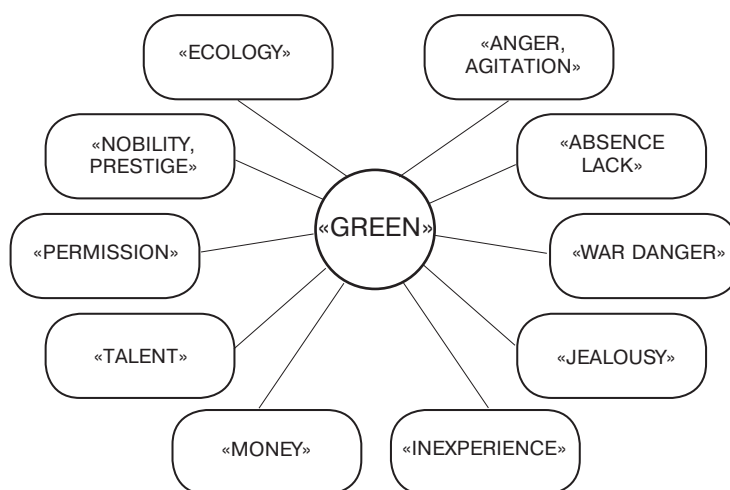 «ECOLOGY»
«ANGER,
AGITATION»
«NOBILITY,
PRESTIGE»
«ABSENCE
LACK»
«GREEN»
«PERMISSION»
«WAR DANGER»
«TALENT»
«JEALOUSY»
«MONEY»
«INEXPERIENCE»